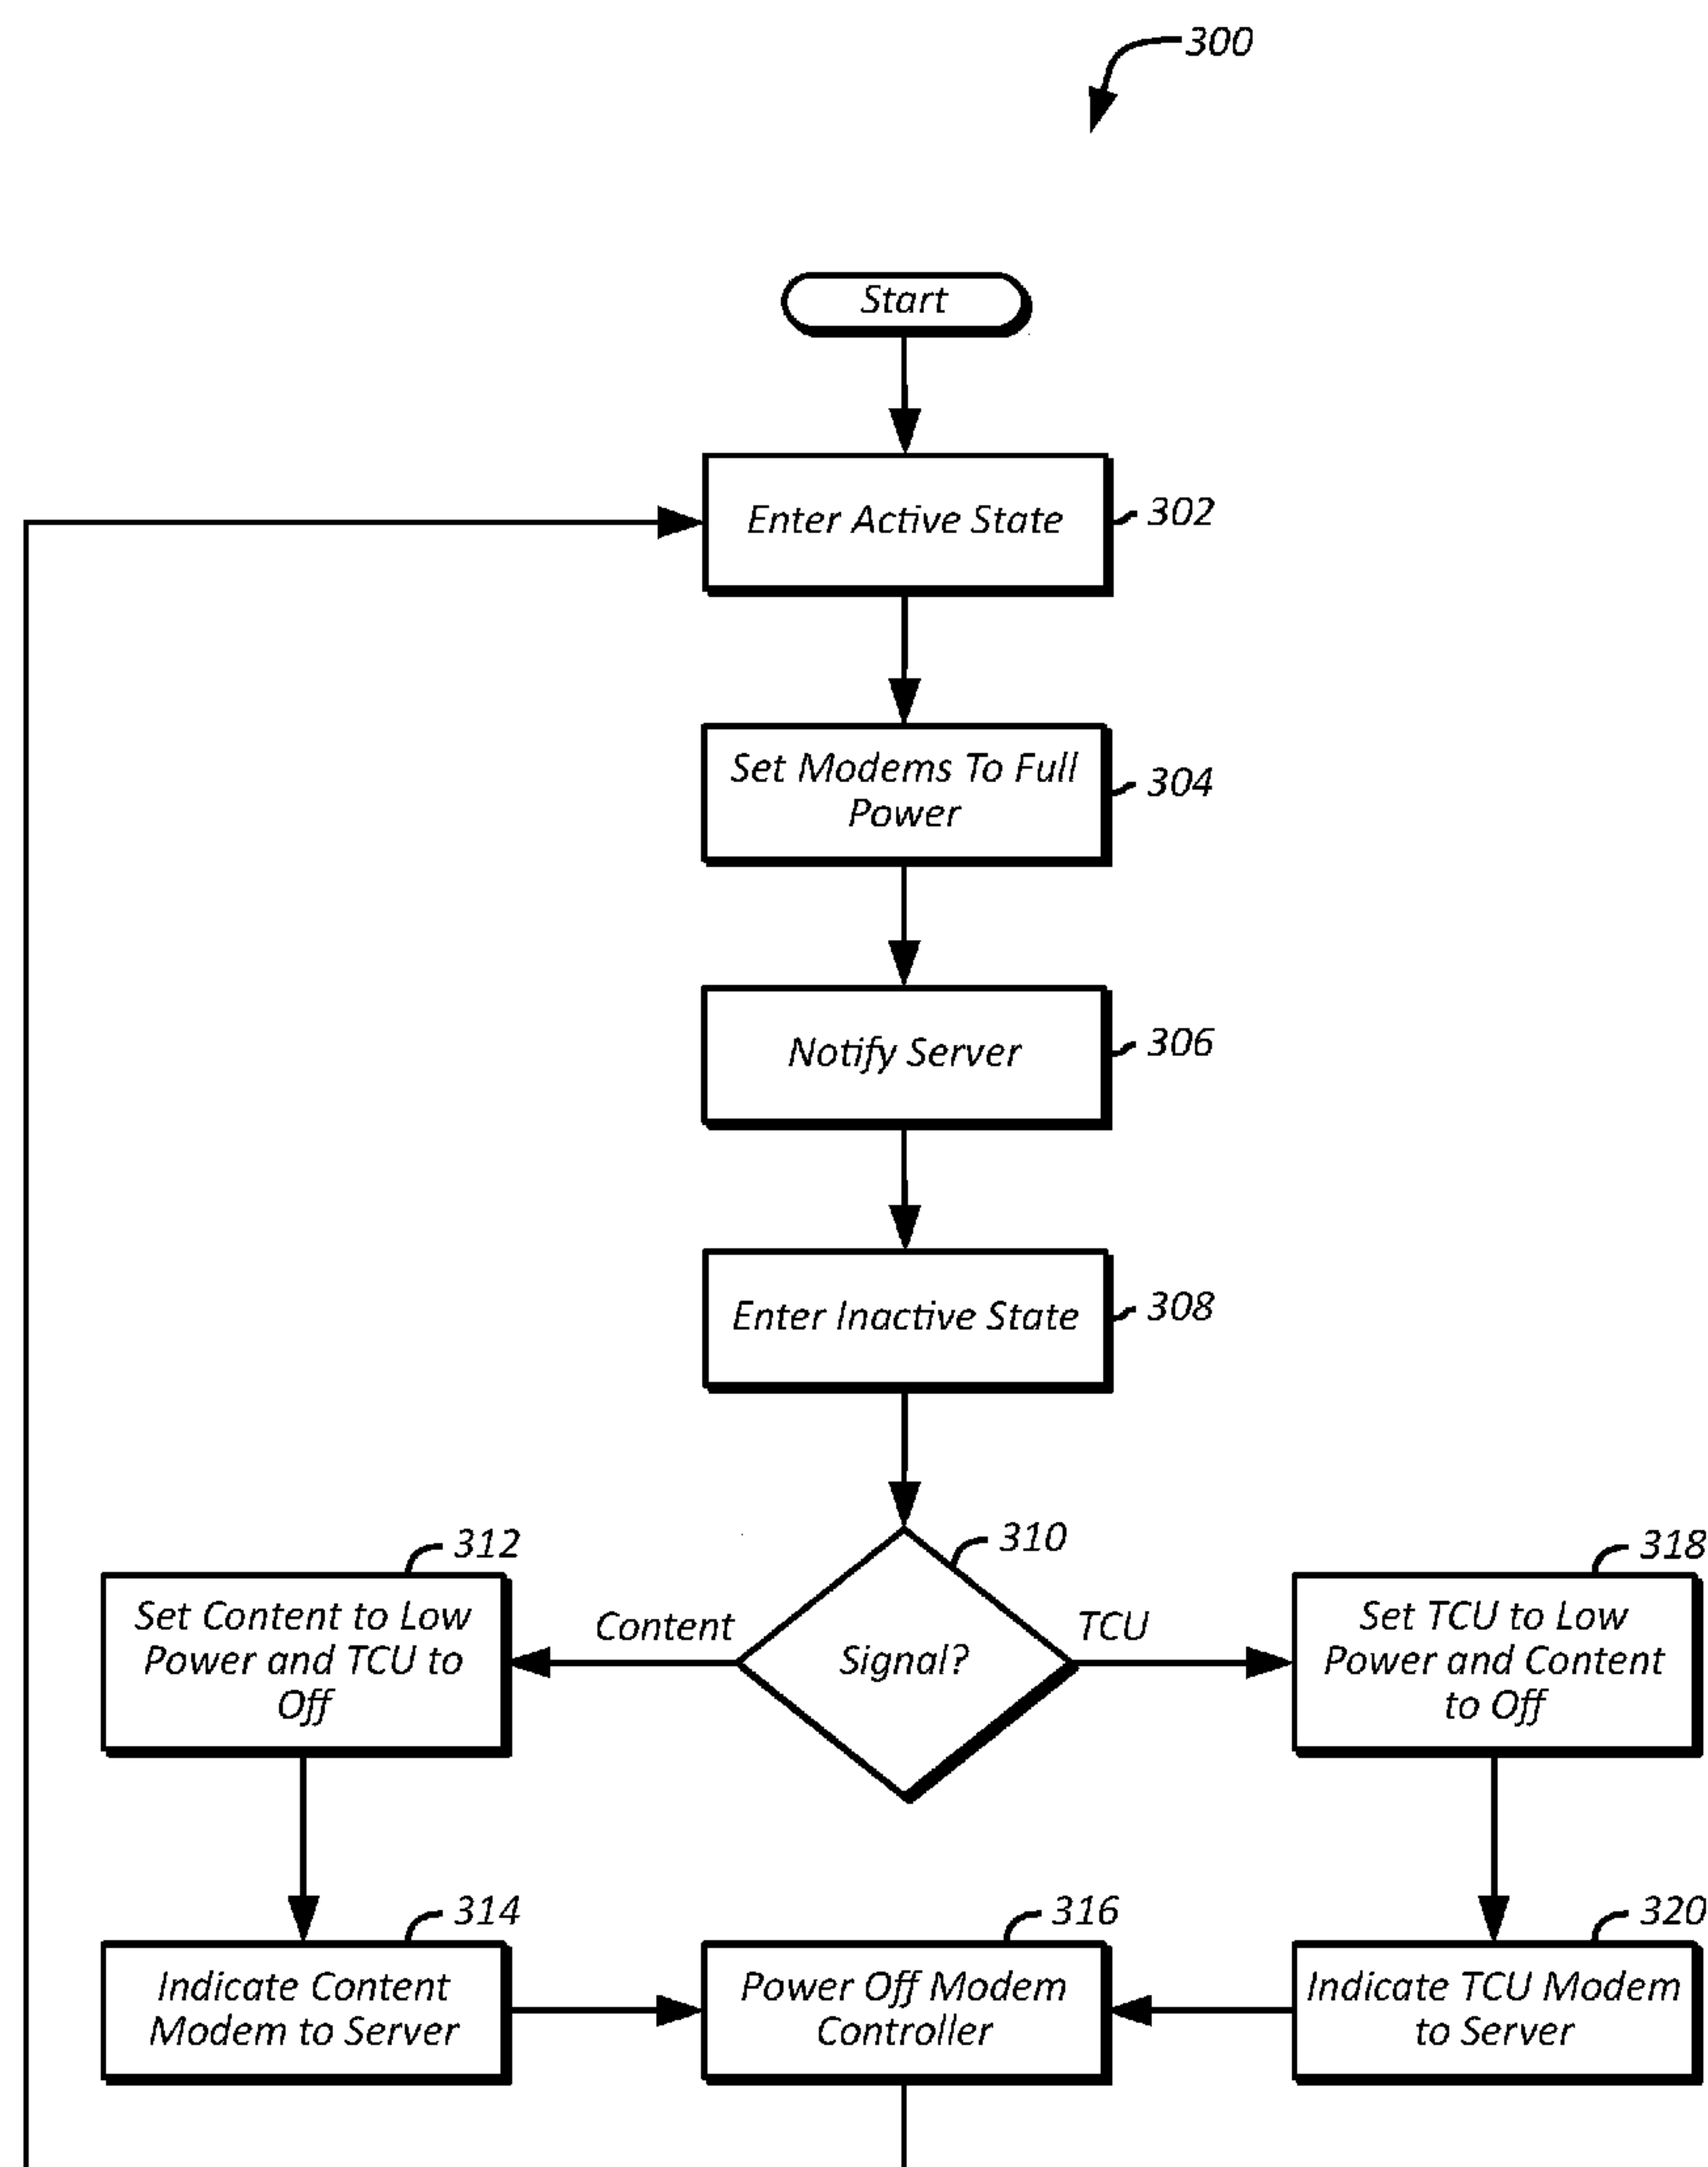 300
Start
Enter Active State
302
Set Modems To Full
Power
304
Notify Server
306
Enter Inactive State
308
310
Signal?
Content
TCU
312
Set Content to Low
Power and TCU to
Off
318
Set TCU to Low
Power and Content
to Off
314
Indicate Content
Modem to Server
316
Power Off Modem
Controller
320
Indicate TCU Modem
to Server